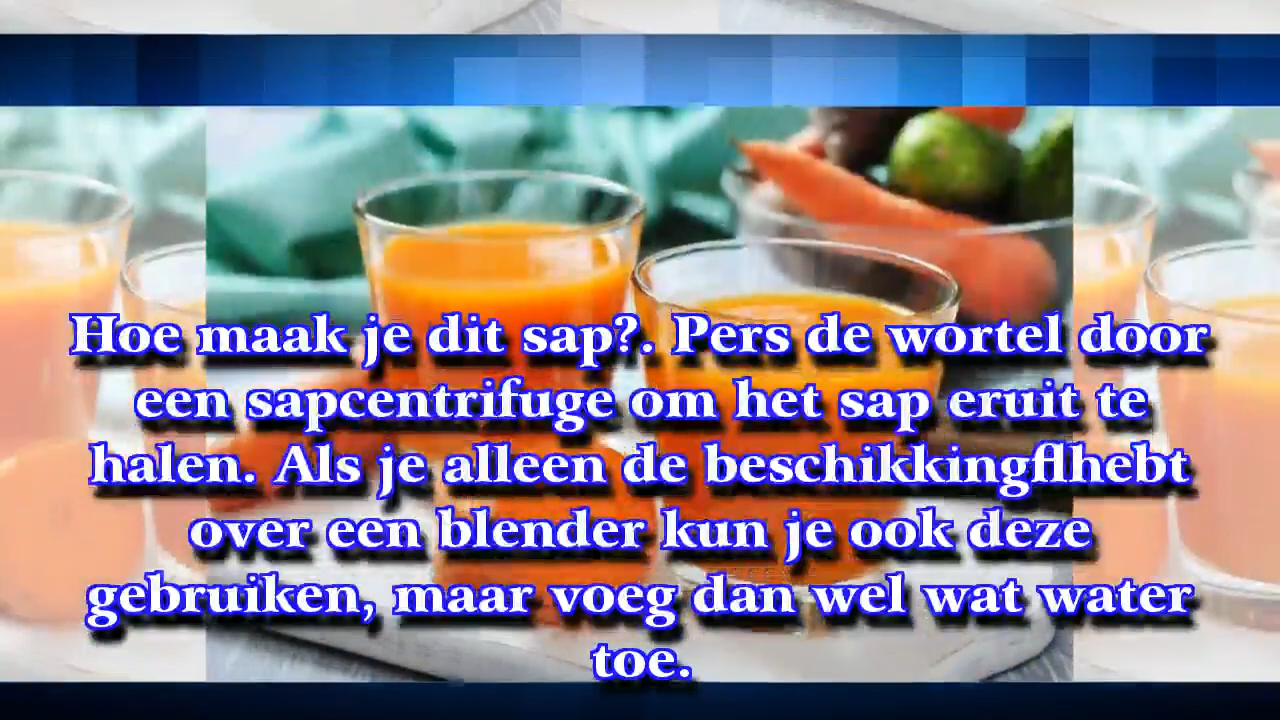 Hoe maak je dit sap?. Pers de wortel door
een sapcentrifuge om het sap eruit te
halen. Als je alleen de beschikkingflhebt
over een blender kun je ook deze
gebruiken, maar voeg dan wel wat water
toe.